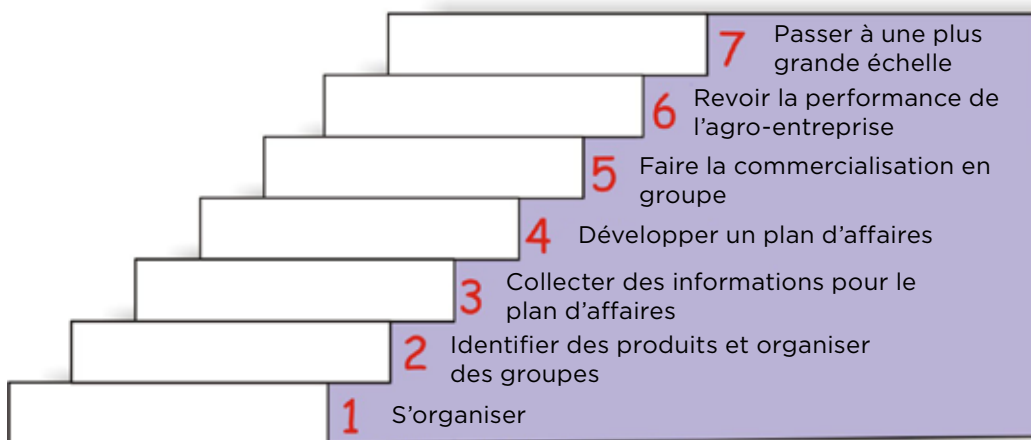 7 Passer à une plus
grande échelle
6 Revoir la performance de
l'agro-entreprise
5 Faire la commercialisation en
groupe
4 Développer un plan d'affaires
3 Collecter des informations pour le
plan d'affaires
2 Identifier des produits et organiser
des groupes
1 S'organiser